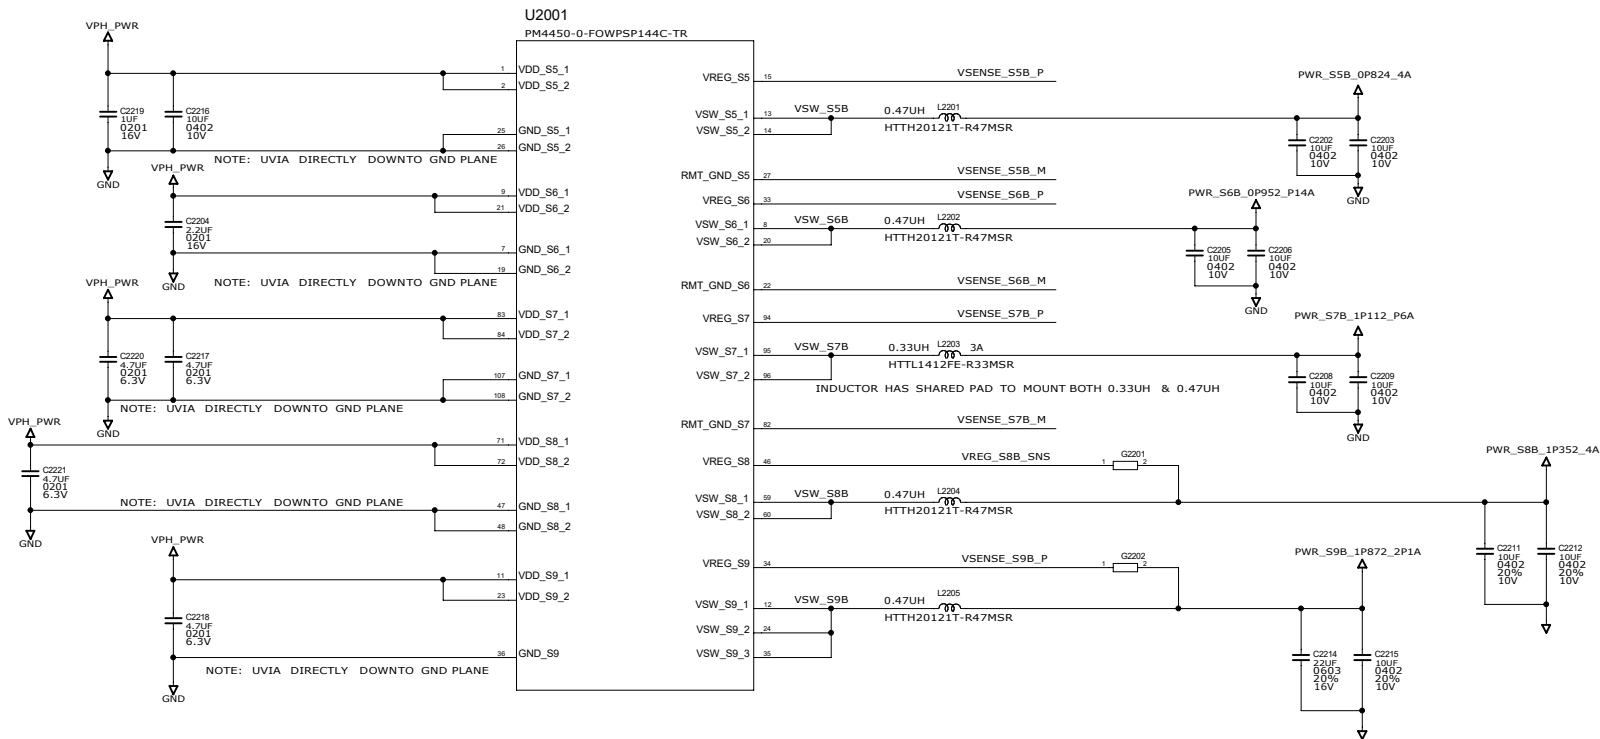 U2001
PM4450-0-FOWPSP144C-TR
VPH_PWR
1 VDD_S5_1
2 VDD_S5_2
C2219
1UF
0201
16V
C2216
10UF
0402
10V
25 GND_S5_1
26 GND_S5_2
NOTE: UVIA DIRECTLY DOWNTO GND PLANE
GND
VPH_PWR
9 VDD_S6_1
21 VDD_S6_2
C2204
2.2UF
0201
16V
7 GND_S6_1
19 GND_S6_2
NOTE: UVIA DIRECTLY DOWNTO GND PLANE
GND
VPH_PWR
83 VDD_S7_1
84 VDD_S7_2
C2220
4.7UF
0201
6.3V
C2217
4.7UF
0201
6.3V
107 GND_S7_1
108 GND_S7_2
NOTE: UVIA DIRECTLY DOWNTO GND PLANE
GND
VPH_PWR
71 VDD_S8_1
72 VDD_S8_2
C2221
4.7UF
0201
6.3V
NOTE: UVIA DIRECTLY DOWNTO GND PLANE
47 GND_S8_1
48 GND_S8_2
GND
VPH_PWR
11 VDD_S9_1
23 VDD_S9_2
C2218
4.7UF
0201
6.3V
36 GND_S9
NOTE: UVIA DIRECTLY DOWNTO GND PLANE
GND
VREG_S5 15 VSENSE_S5B_P
PWR_S5B_0P824_4A
VSW_S5_1 13 VSW_S5B 0.47UH L2201
VSW_S5_2 14 HTTH20121T-R47MSR
C2202
10UF
0402
10V
C2203
10UF
0402
10V
GND
RMT_GND_S5 27 VSENSE_S5B_M
VREG_S6 33 VSENSE_S6B_P
PWR_S6B_0P952_P14A
VSW_S6_1 8 VSW_S6B 0.47UH L2202
VSW_S6_2 20 HTTH20121T-R47MSR
C2205
10UF
0402
10V
C2206
10UF
0402
10V
GND
RMT_GND_S6 22 VSENSE_S6B_M
VREG_S7 94 VSENSE_S7B_P
PWR_S7B_1P112_P6A
VSW_S7_1 95 VSW_S7B 0.33UH L2203 3A
HTTL1412FE-R33MSR
VSW_S7_2 96
INDUCTOR HAS SHARED PAD TO MOUNT BOTH 0.33UH & 0.47UH
C2208
10UF
0402
10V
C2209
10UF
0402
10V
GND
RMT_GND_S7 82 VSENSE_S7B_M
VREG_S8 46 VREG_S8B_SNS 1 G2201 2
PWR_S8B_1P352_4A
VSW_S8_1 59 VSW_S8B 0.47UH L2204
VSW_S8_2 60 HTTH20121T-R47MSR
C2211
10UF
0402
20%
10V
C2212
10UF
0402
20%
10V
VREG_S9 34 VSENSE_S9B_P 1 G2202 2
PWR_S9B_1P872_2P1A
VSW_S9_1 12 VSW_S9B 0.47UH L2205
HTTH20121T-R47MSR
VSW_S9_2 24
VSW_S9_3 35
C2214
22UF
0603
20%
16V
C2215
10UF
0402
20%
10V